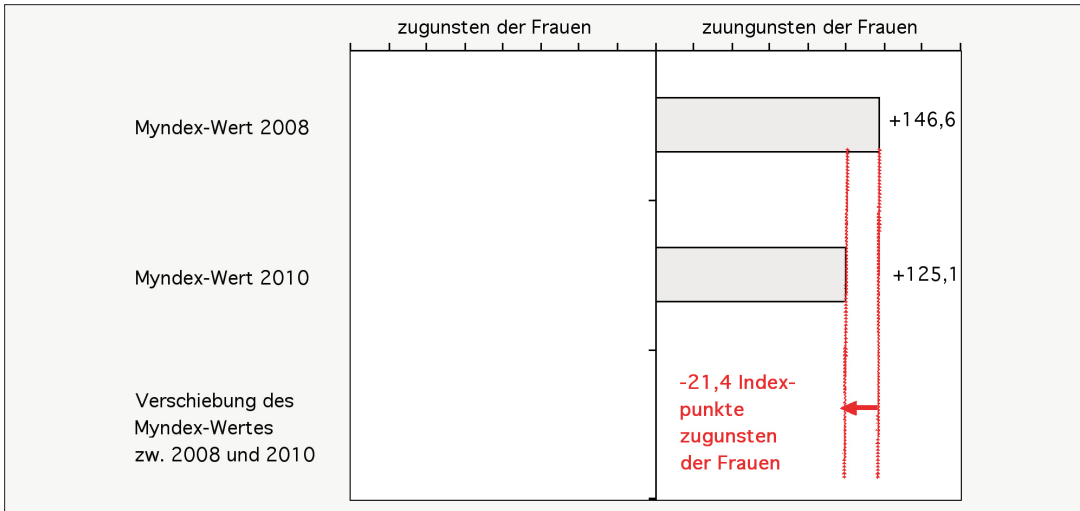 zugunsten der Frauen
zuungunsten der Frauen
Myndex-Wert 2008
+146,6
Myndex-Wert 2010
+125,1
Verschiebung des
Myndex-Wertes
zw. 2008 und 2010
-21,4 Index-
punkte
zugunsten
der Frauen